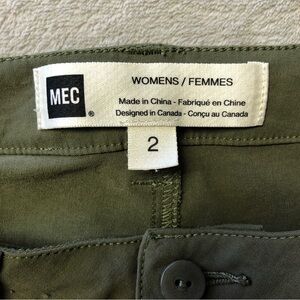 MEC ®
WOMENS / FEMMES
Made in China - Fabriqué en Chine
Designed in Canada - Conçu au Canada
2